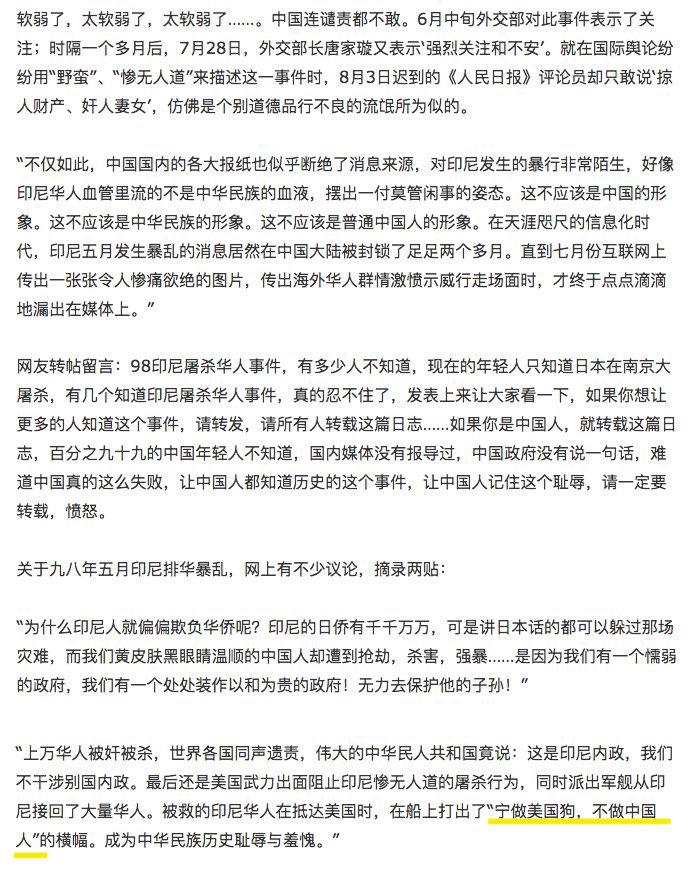 软弱了，太软弱了，太软弱了……。中国连谴责都不敢。6月中旬外交部对此事件表示了关
注；时隔一个多月后，7月28日，外交部长唐家璇又表示‘强烈关注和不安’。就在国际舆论纷
纷用“野蛮”、“惨无人道”来描述这一事件时，8月3日迟到的《人民日报》评论员却只敢说‘掠
人财产、奸人妻女’，仿佛是个别道德品行不良的流氓所为似的。
“不仅如此，中国国内的各大报纸也似乎断绝了消息来源，对印尼发生的暴行非常陌生，好像
印尼华人血管里流的不是中华民族的血液，摆出一付莫管闲事的姿态。这不应该是中国的形
象。这不应该是中华民族的形象。这不应该是普通中国人的形象。在天涯咫尺的信息化时
代，印尼五月发生暴乱的消息居然在中国大陆被封锁了足足两个多月。直到七月份互联网上
传出一张张令人惨痛欲绝的图片，传出海外华人群情激愤示威行走场面时，才终于点点滴滴
地漏出在媒体上。”
网友转帖留言：98印尼屠杀华人事件，有多少人不知道，现在的年轻人只知道日本在南京大
屠杀，有几个知道印尼屠杀华人事件，真的忍不住了，发表上来让大家看一下，如果你想让
更多的人知道这个事件，请转发，请所有人转载这篇日志……如果你是中国人，就转载这篇日
志，百分之九十九的中国年轻人不知道，国内媒体没有报导过，中国政府没有说一句话，难
道中国真的这么失败，让中国人都知道历史的这个事件，让中国人记住这个耻辱，请一定要
转载，愤怒。
关于九八年五月印尼排华暴乱，网上有不少议论，摘录两贴：
“为什么印尼人就偏偏欺负华侨呢？印尼的日侨有千千万万，可是讲日本话的都可以躲过那场
灾难，而我们黄皮肤黑眼睛温顺的中国人却遭到抢劫，杀害，强暴……是因为我们有一个懦弱
的政府，我们有一个处处装作以和为贵的政府！无力去保护他的子孙！”
“上万华人被奸被杀，世界各国同声遗责，伟大的中华民人共和国竟说：这是印尼内政，我们
不干涉别国内政。最后还是美国武力出面阻止印尼惨无人道的屠杀行为，同时派出军舰从印
尼接回了大量华人。被救的印尼华人在抵达美国时，在船上打出了“宁做美国狗，不做中国
人”的横幅。成为中华民族历史耻辱与羞愧。”